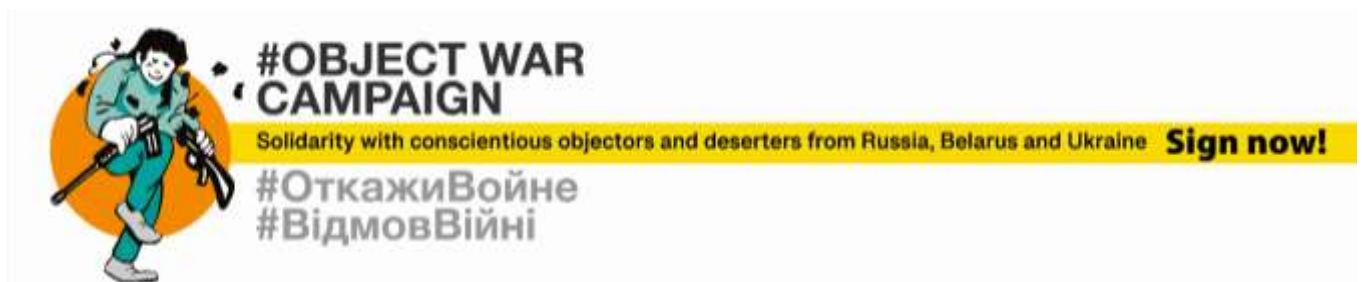 #OBJECT WAR
CAMPAIGN
Solidarity with conscientious objectors and deserters from Russia, Belarus and Ukraine Sign now!
#ОткажиВойне
#ВідмовВійні